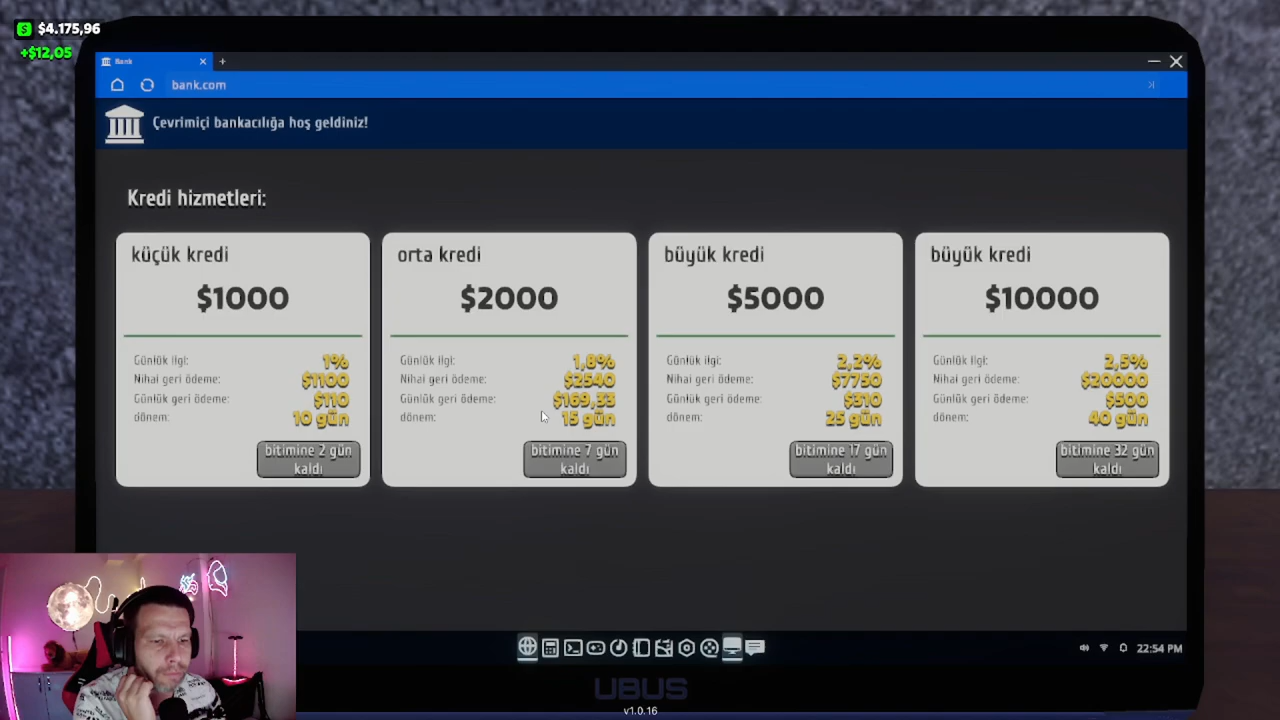 $ $4.175,96
+$12,05
Bank
bank.com
Çevrimiçi bankacılığa hoş geldiniz!
Kredi hizmetleri:
küçük kredi
$1000
Günlük ilgi: 1%
Nihai geri ödeme: $1100
Günlük geri ödeme: $110
dönem: 10 gün
bitimine 2 gün
kaldı
orta kredi
$2000
Günlük ilgi: 1,8%
Nihai geri ödeme: $2540
Günlük geri ödeme: $169,33
dönem: 15 gün
bitimine 7 gün
kaldı
büyük kredi
$5000
Günlük ilgi: 2,2%
Nihai geri ödeme: $7750
Günlük geri ödeme: $310
dönem: 25 gün
bitimine 17 gün
kaldı
büyük kredi
$10000
Günlük ilgi: 2,5%
Nihai geri ödeme: $20000
Günlük geri ödeme: $500
dönem: 40 gün
bitimine 32 gün
kaldı
22:54 PM
UBUS
v1.0.16